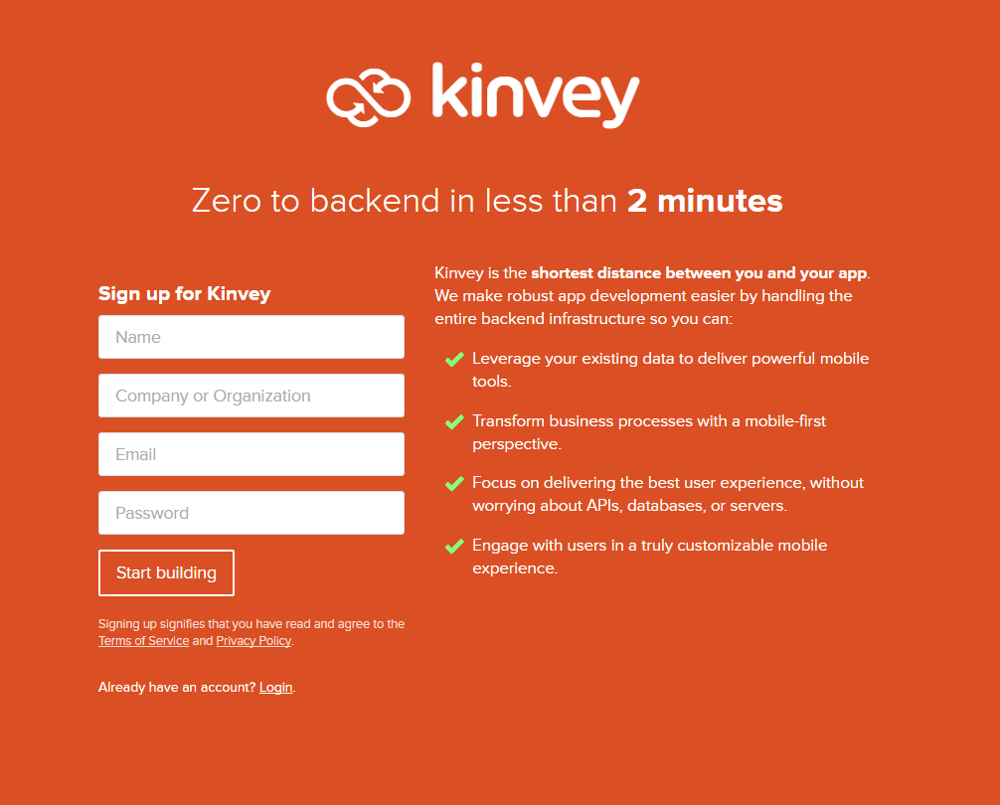 kinvey
Zero to backend in less than 2 minutes
Sign up for Kinvey
Name
Company or Organization
Email
Password
Start building
Signing up signifies that you have read and agree to the
Terms of Service and Privacy Policy.
Already have an account? Login.
Kinvey is the shortest distance between you and your app.
We make robust app development easier by handling the
entire backend infrastructure so you can:
Leverage your existing data to deliver powerful mobile
tools.
Transform business processes with a mobile-first
perspective.
Focus on delivering the best user experience, without
worrying about APIs, databases, or servers.
Engage with users in a truly customizable mobile
experience.